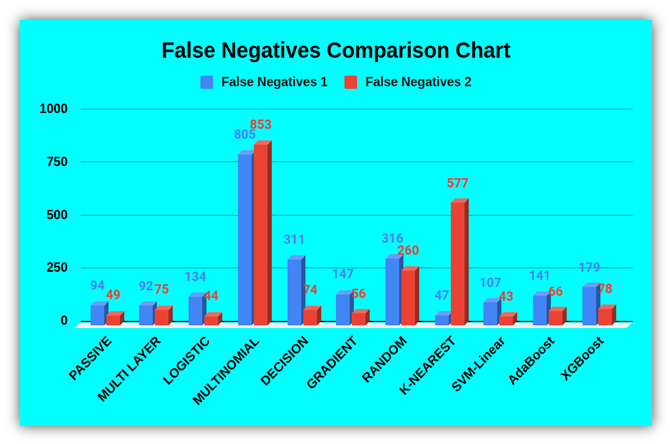 False Negatives Comparison Chart
False Negatives 1 False Negatives 2
1000
750
500
250
0
94 49
92 75
134 44
805 853
311 74
147 56
316 260
47 577
107 43
141 66
179 78
PASSIVE
MULTI LAYER
LOGISTIC
MULTINOMIAL
DECISION
GRADIENT
RANDOM
K-NEAREST
SVM-Linear
AdaBoost
XGBoost